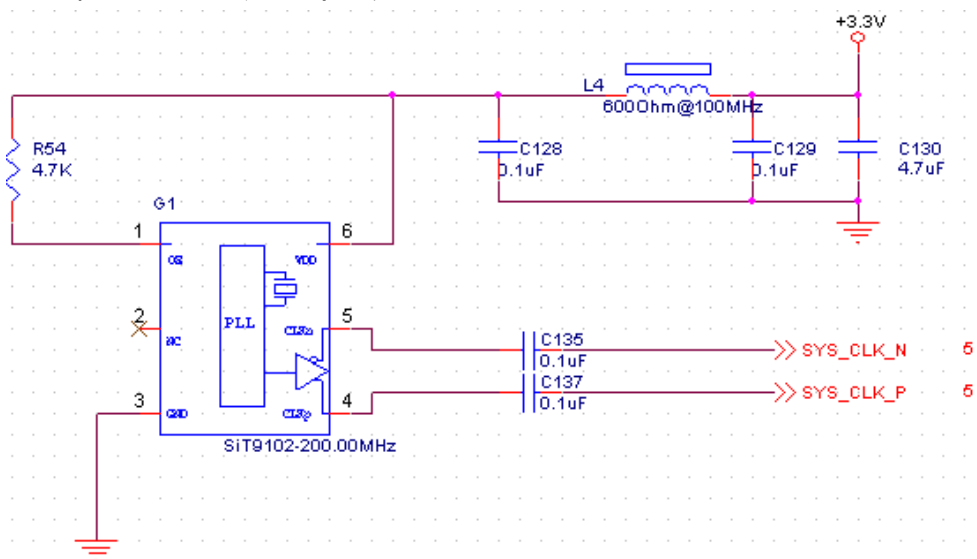 +3.3V
L4
600Ohm@100MHz
R54
4.7K
C128
0.1uF
C129
0.1uF
C130
4.7uF
G1
1
6
OE
VDD
2
NC
PLL
5
CLKn
C135
0.1uF
SYS_CLK_N
5
3
GND
4
CLKp
C137
0.1uF
SYS_CLK_P
5
SiT9102-200.00MHz